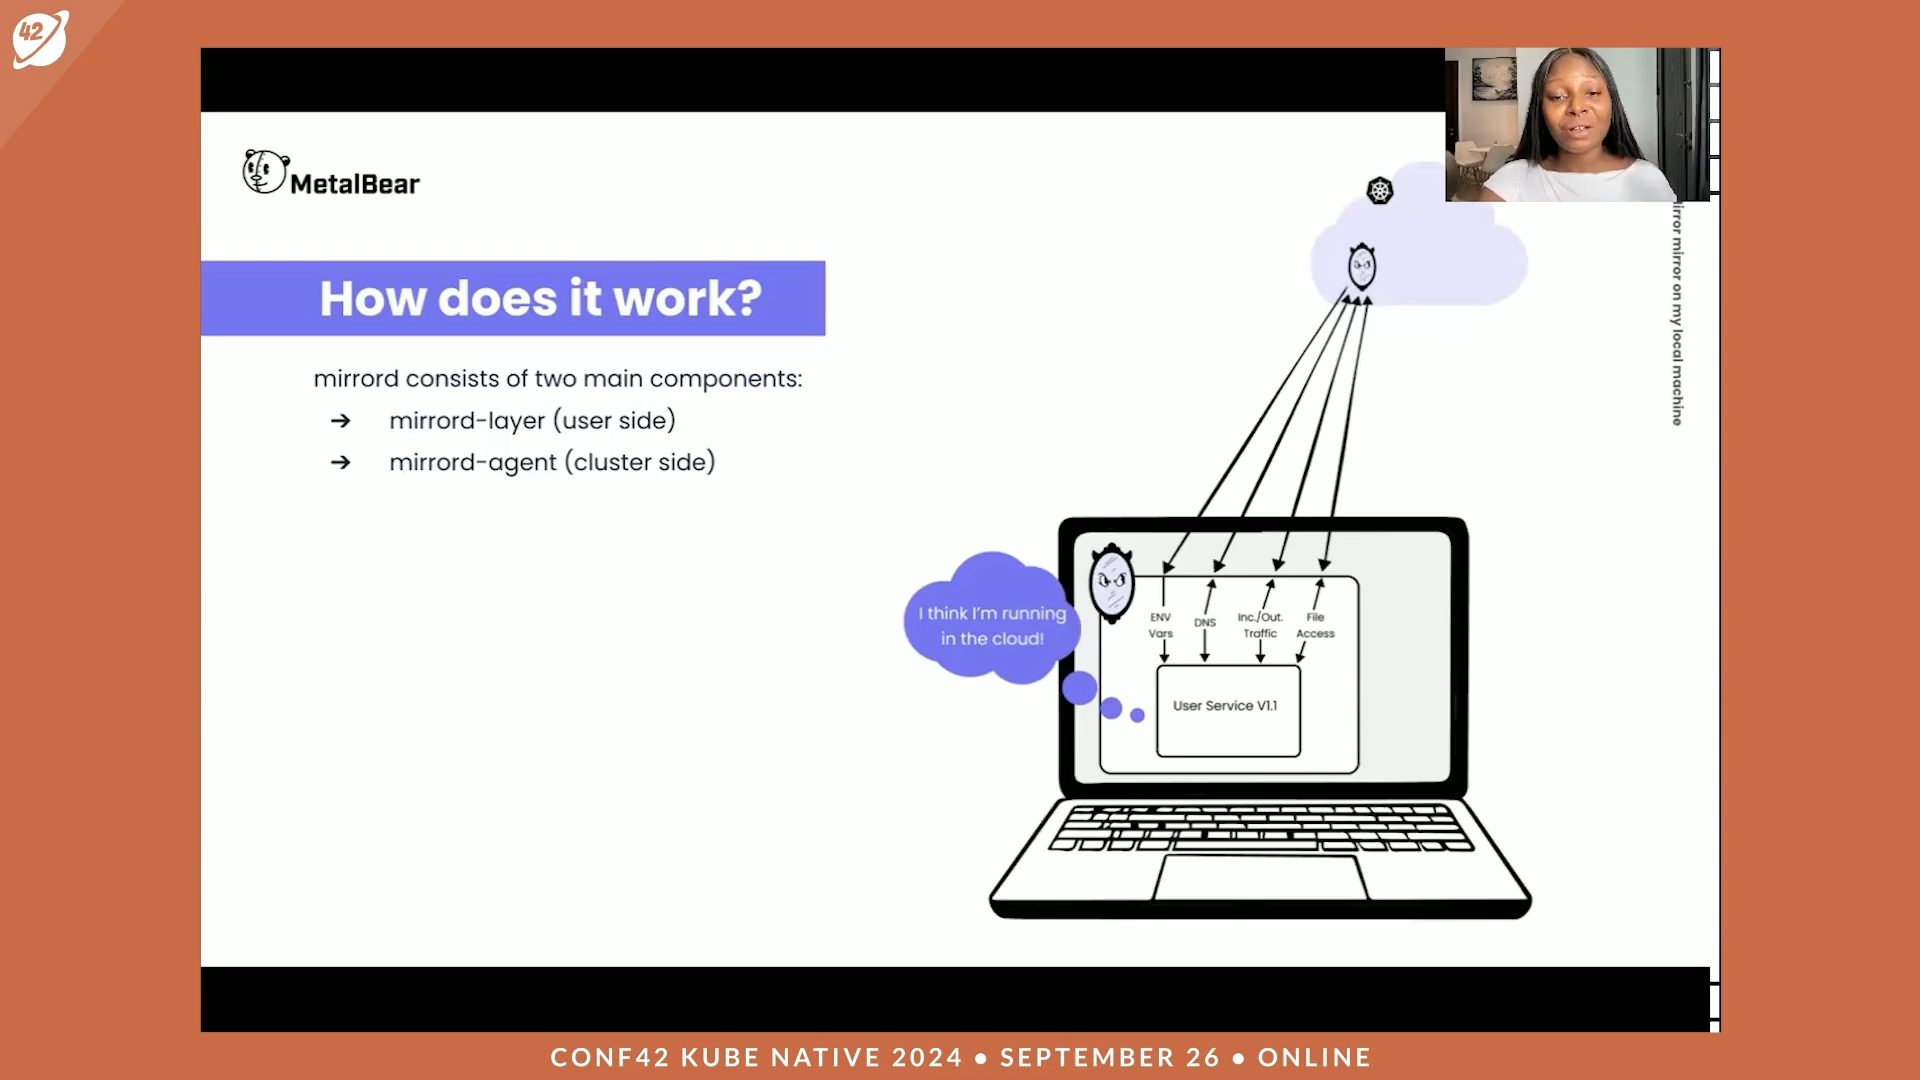 42
MetalBear
How does it work?
mirrord consists of two main components:
➔ mirrord-layer (user side)
➔ mirrord-agent (cluster side)
mirror on my local machine
I think I'm running
in the cloud!
ENV
Vars
DNS
Inc./Out.
Traffic
File
Access
User Service V1.1
CONF42 KUBE NATIVE 2024 ● SEPTEMBER 26 ● ONLINE